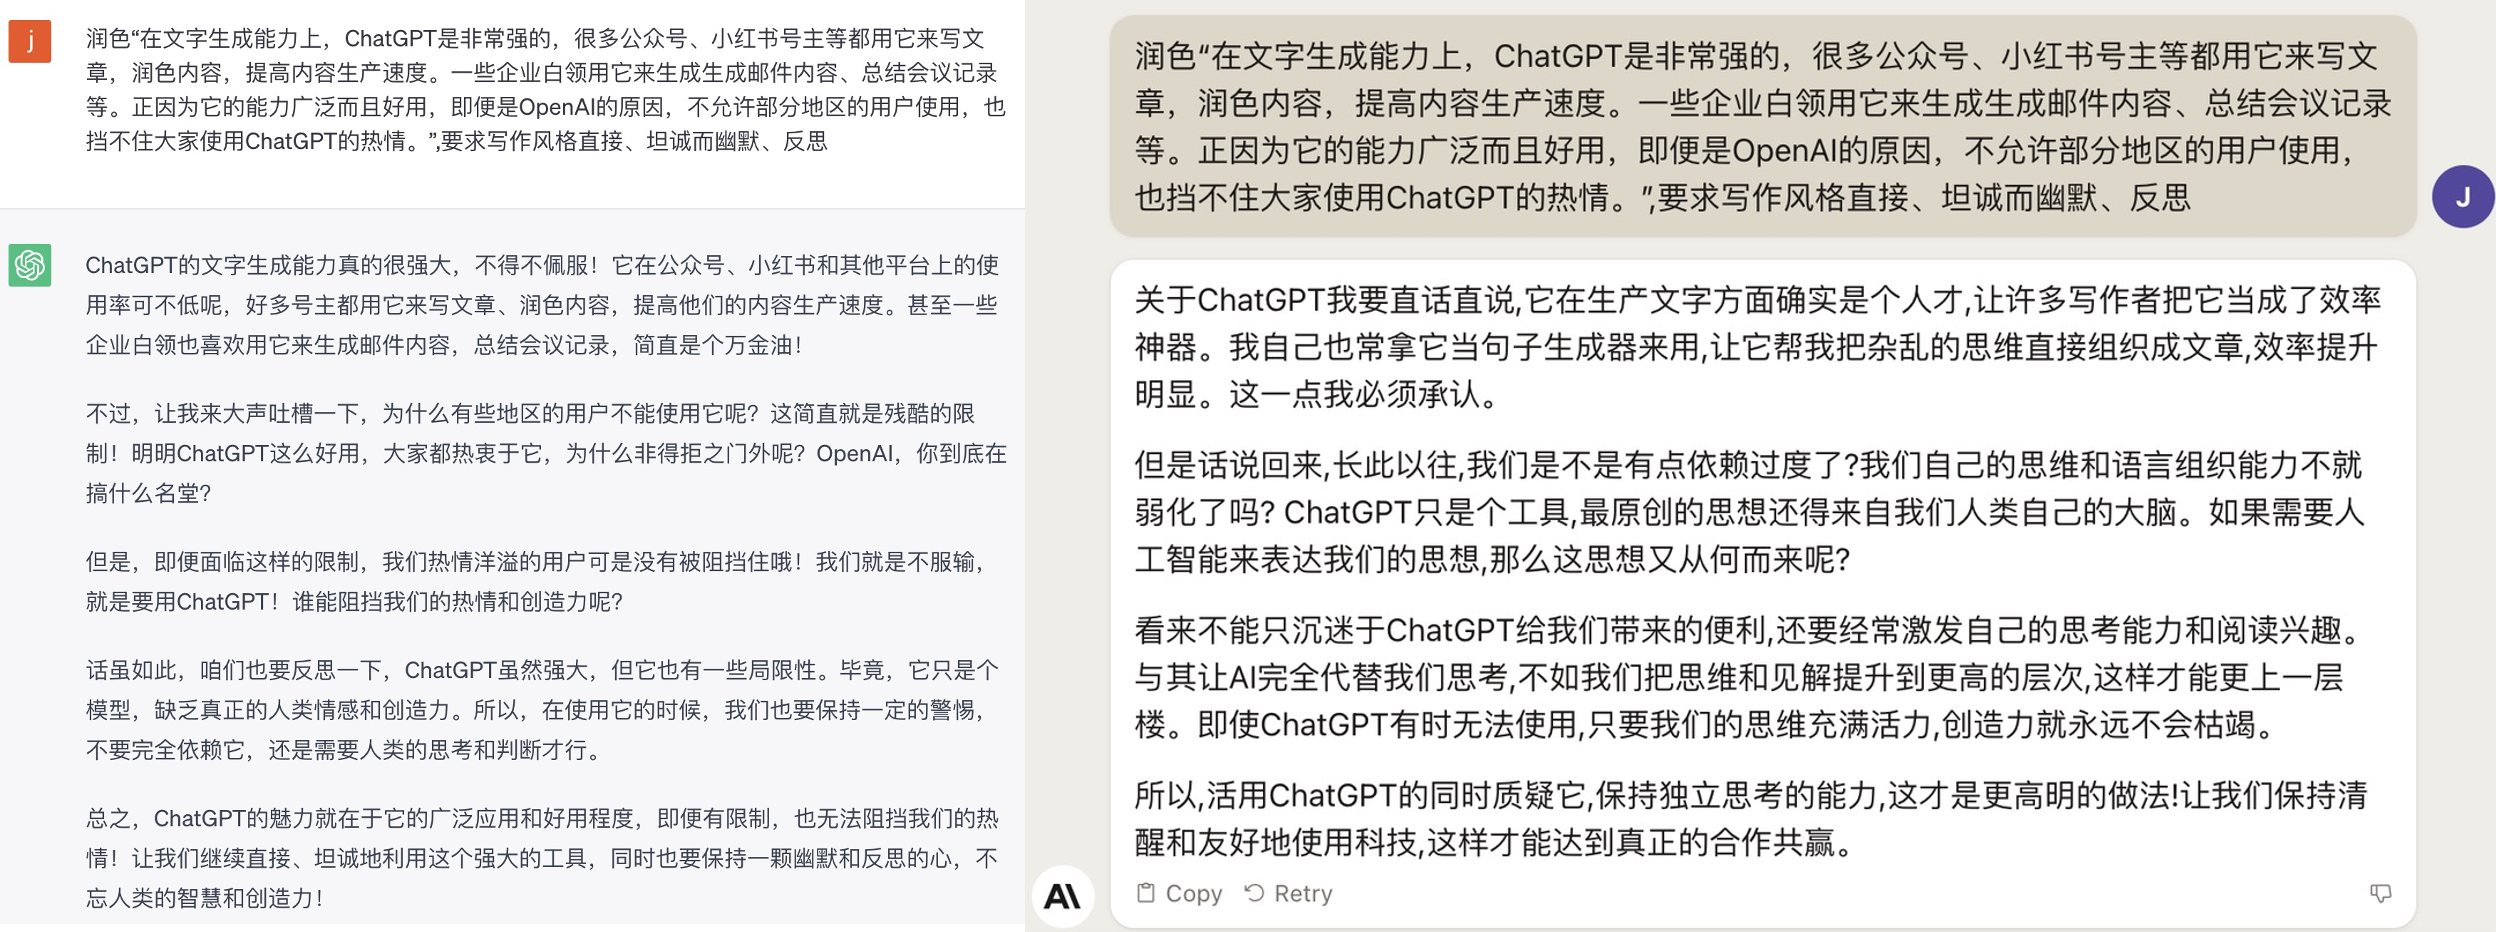 j
润色“在文字生成能力上，ChatGPT是非常强的，很多公众号、小红书号主等都用它来写文
章，润色内容，提高内容生产速度。一些企业白领用它来生成生成邮件内容、总结会议记录
等。正因为它的能力广泛而且好用，即便是OpenAI的原因，不允许部分地区的用户使用，也
挡不住大家使用ChatGPT的热情。”,要求写作风格直接、坦诚而幽默、反思
ChatGPT的文字生成能力真的很强大，不得不佩服！它在公众号、小红书和其他平台上的使
用率可不低呢，好多号主都用它来写文章、润色内容，提高他们的内容生产速度。甚至一些
企业白领也喜欢用它来生成邮件内容，总结会议记录，简直是个万金油！
不过，让我来大声吐槽一下，为什么有些地区的用户不能使用它呢？这简直就是残酷的限
制！明明ChatGPT这么好用，大家都热衷于它，为什么非得拒之门外呢？OpenAI，你到底在
搞什么名堂？
但是，即便面临这样的限制，我们热情洋溢的用户可是没有被阻挡住哦！我们就是不服输，
就是要用ChatGPT！谁能阻挡我们的热情和创造力呢？
话虽如此，咱们也要反思一下，ChatGPT虽然强大，但它也有一些局限性。毕竟，它只是个
模型，缺乏真正的人类情感和创造力。所以，在使用它的时候，我们也要保持一定的警惕，
不要完全依赖它，还是需要人类的思考和判断才行。
总之，ChatGPT的魅力就在于它的广泛应用和好用程度，即便有限制，也无法阻挡我们的热
情！让我们继续直接、坦诚地利用这个强大的工具，同时也要保持一颗幽默和反思的心，不
忘人类的智慧和创造力！
润色“在文字生成能力上，ChatGPT是非常强的，很多公众号、小红书号主等都用它来写文
章，润色内容，提高内容生产速度。一些企业白领用它来生成生成邮件内容、总结会议记录
等。正因为它的能力广泛而且好用，即便是OpenAI的原因，不允许部分地区的用户使用，
也挡不住大家使用ChatGPT的热情。”,要求写作风格直接、坦诚而幽默、反思
J
关于ChatGPT我要直话直说,它在生产文字方面确实是个人才,让许多写作者把它当成了效率
神器。我自己也常拿它当句子生成器来用,让它帮我把杂乱的思维直接组织成文章,效率提升
明显。这一点我必须承认。
但是话说回来,长此以往,我们是不是有点依赖过度了?我们自己的思维和语言组织能力不就
弱化了吗? ChatGPT只是个工具,最原创的思想还得来自我们人类自己的大脑。如果需要人
工智能来表达我们的思想,那么这思想又从何而来呢?
看来不能只沉迷于ChatGPT给我们带来的便利,还要经常激发自己的思考能力和阅读兴趣。
与其让AI完全代替我们思考,不如我们把思维和见解提升到更高的层次,这样才能更上一层
楼。即使ChatGPT有时无法使用,只要我们的思维充满活力,创造力就永远不会枯竭。
所以,活用ChatGPT的同时质疑它,保持独立思考的能力,这才是更高明的做法!让我们保持清
醒和友好地使用科技,这样才能达到真正的合作共赢。
A\
Copy Retry